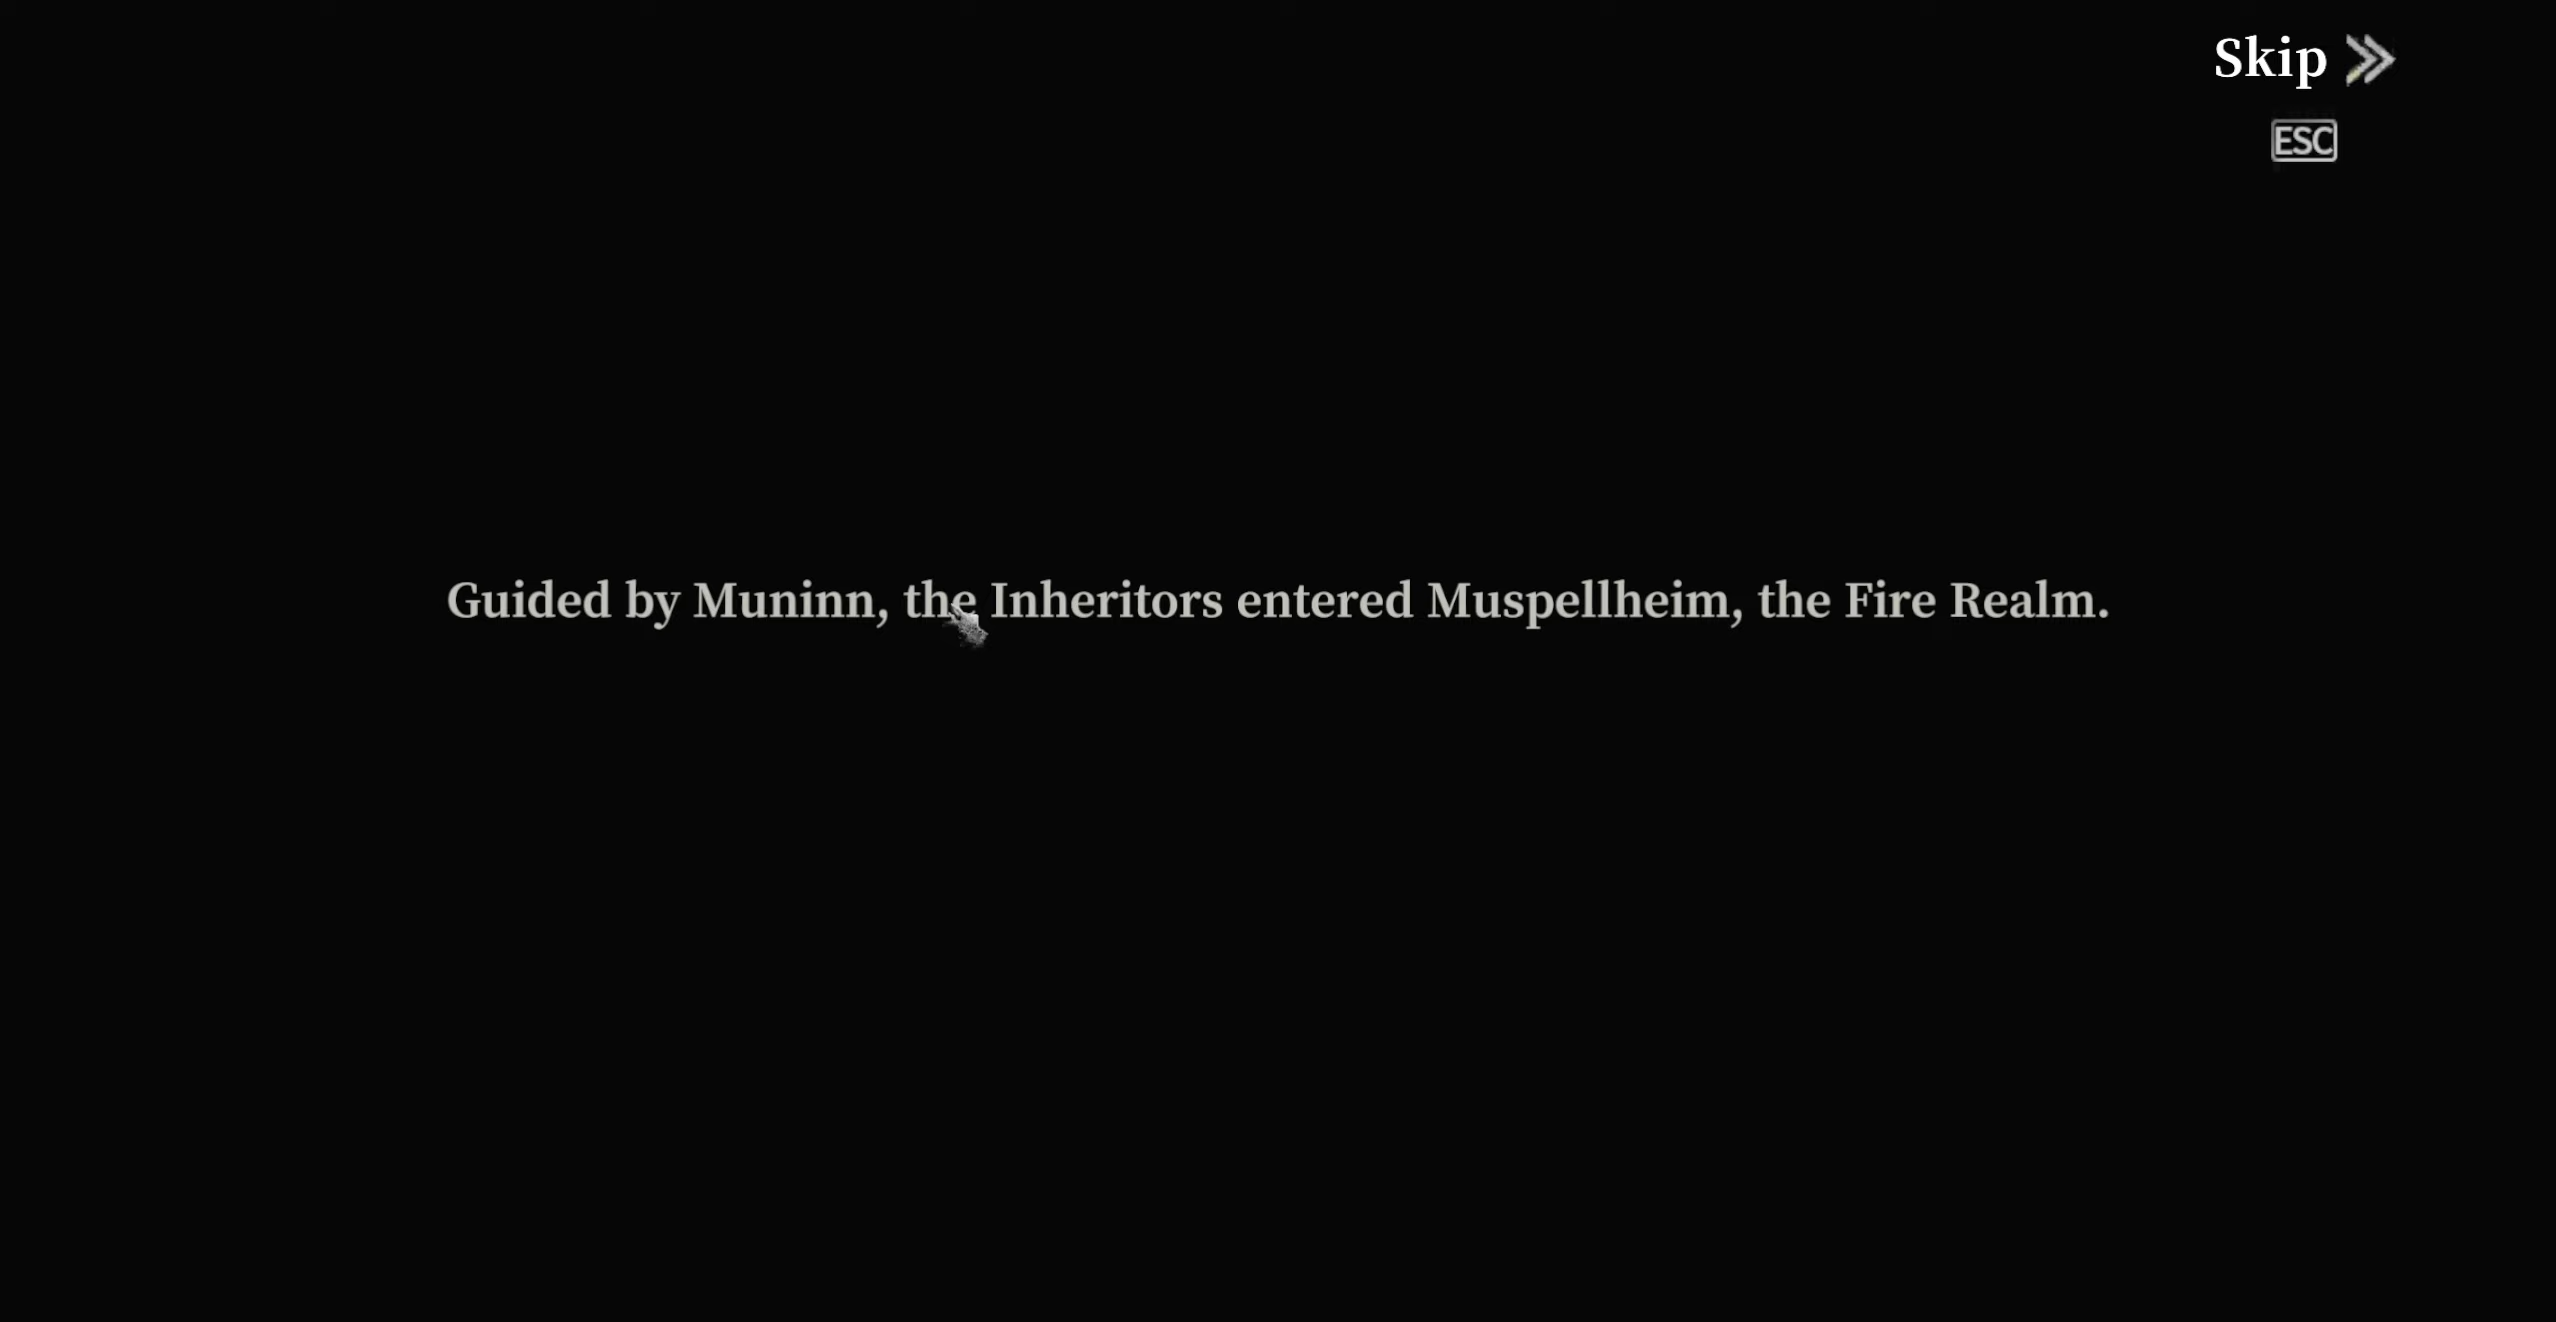 Skip
ESC
Guided by Muninn, the Inheritors entered Muspellheim, the Fire Realm.